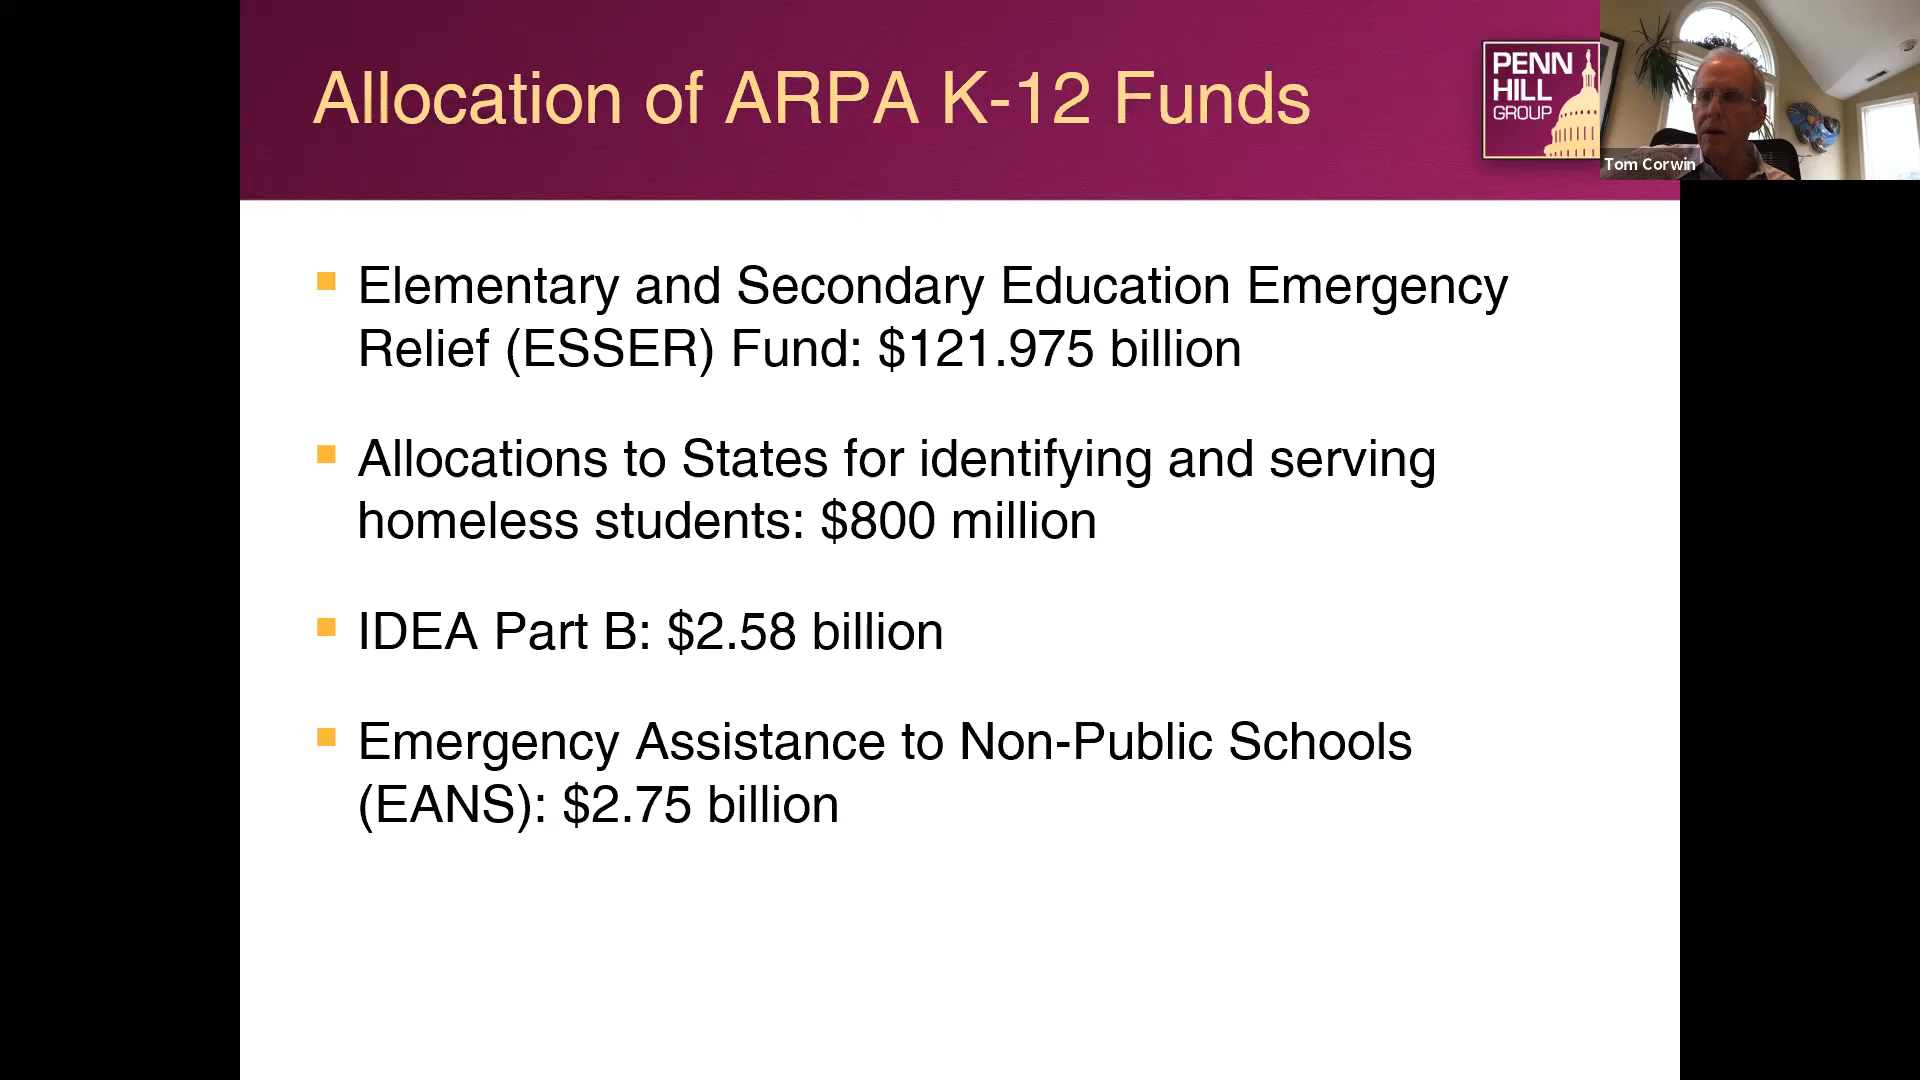 Allocation of ARPA K-12 Funds
PENN
HILL
GROUP
Tom Corwin
Elementary and Secondary Education Emergency
Relief (ESSER) Fund: $121.975 billion
Allocations to States for identifying and serving
homeless students: $800 million
IDEA Part B: $2.58 billion
Emergency Assistance to Non-Public Schools
(EANS): $2.75 billion